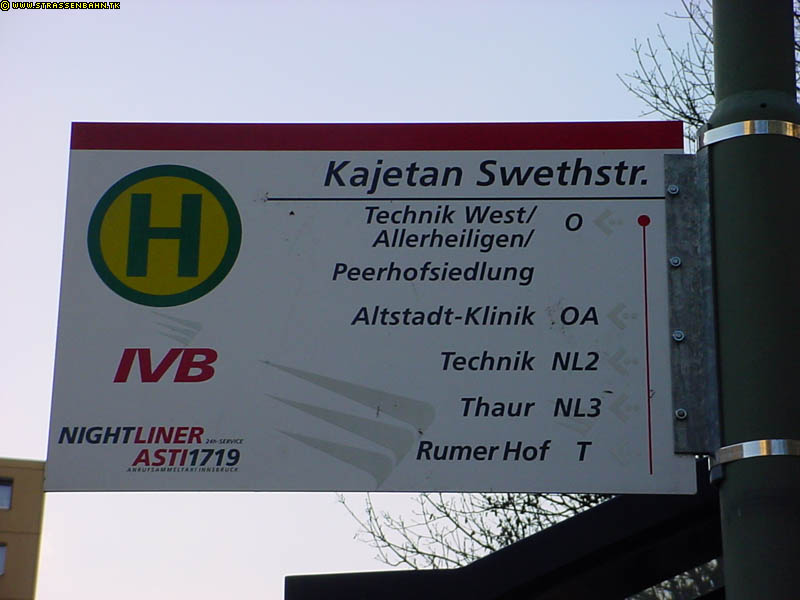 © WWW.STRASSENBAHN.TK
Kajetan Swethstr.
Technik West/ O
Allerheiligen/
Peerhofsiedlung
Altstadt-Klinik OA
Technik NL2
Thaur NL3
Rumer Hof T
H
IVB
NIGHTLINER 24h-SERVICE
ASTI1719
ANRUFSAMMELTAXI INNSBRUCK